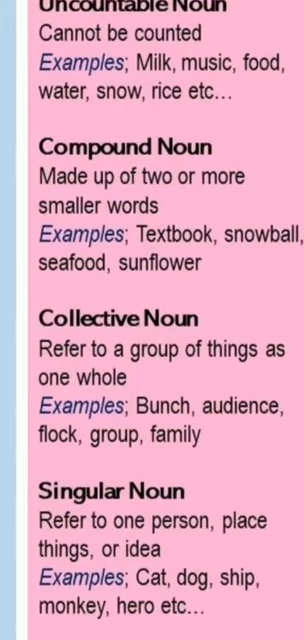 Uncountable Noun
Cannot be counted
Examples; Milk, music, food,
water, snow, rice etc...
Compound Noun
Made up of two or more
smaller words
Examples; Textbook, snowball,
seafood, sunflower
Collective Noun
Refer to a group of things as
one whole
Examples; Bunch, audience,
flock, group, family
Singular Noun
Refer to one person, place
things, or idea
Examples; Cat, dog, ship,
monkey, hero etc...